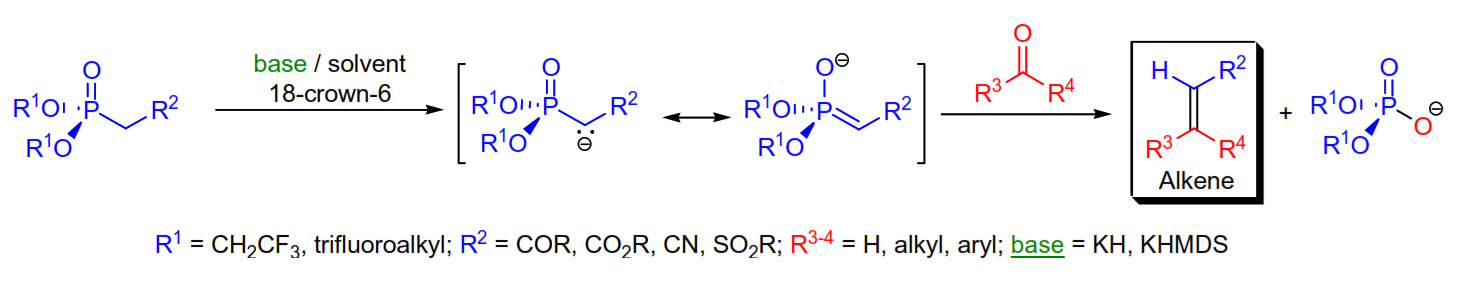 O
R¹O P R²
R¹O
base / solvent
18-crown-6
O
R¹O P R²
R¹O ⊖
O⊖
R¹O P R²
R¹O
O
R³ R⁴
H R²
R³ R⁴
Alkene
+
O
R¹O P ⊖
R¹O O
R¹ = CH₂CF₃, trifluoroalkyl; R² = COR, CO₂R, CN, SO₂R; R³⁻⁴ = H, alkyl, aryl; base = KH, KHMDS